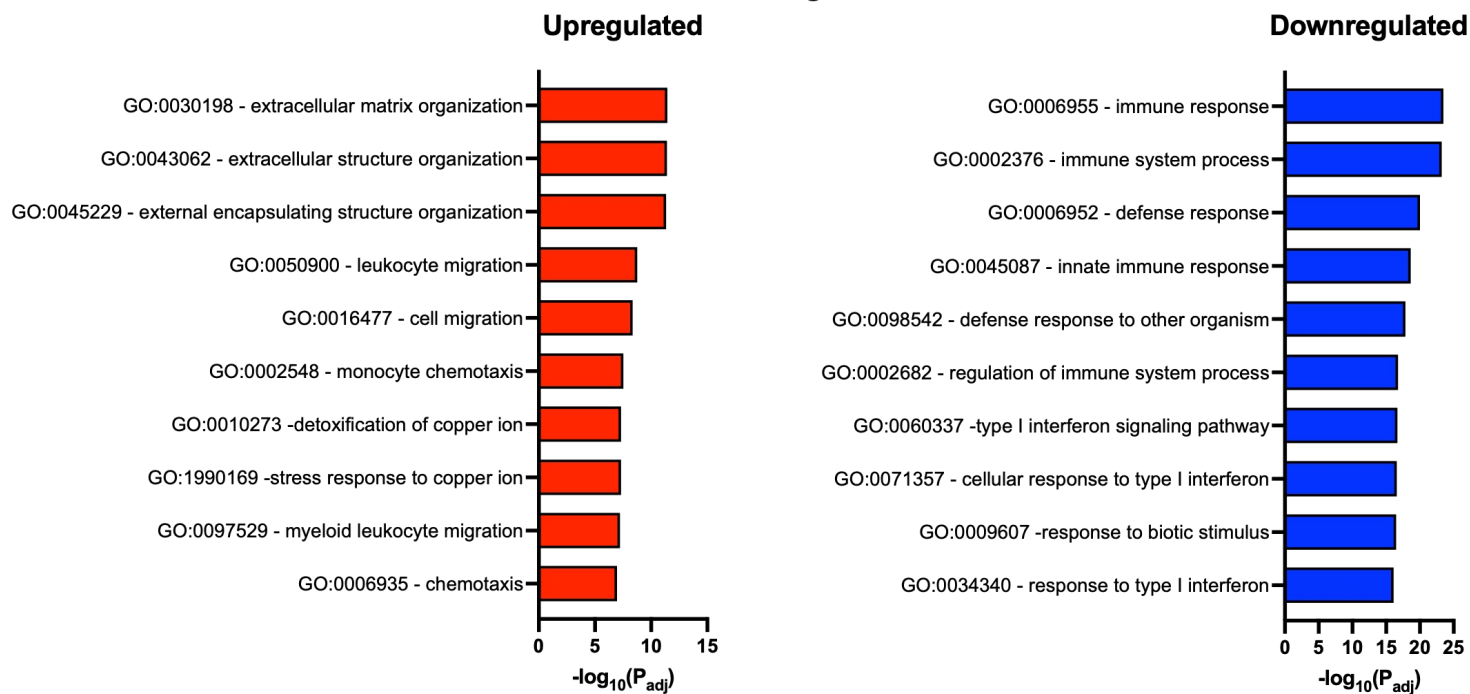 Upregulated
GO:0030198 - extracellular matrix organization
GO:0043062 - extracellular structure organization
GO:0045229 - external encapsulating structure organization
GO:0050900 - leukocyte migration
GO:0016477 - cell migration
GO:0002548 - monocyte chemotaxis
GO:0010273 -detoxification of copper ion
GO:1990169 -stress response to copper ion
GO:0097529 - myeloid leukocyte migration
GO:0006935 - chemotaxis
0 5 10 15
-log10(Padj)
Downregulated
GO:0006955 - immune response
GO:0002376 - immune system process
GO:0006952 - defense response
GO:0045087 - innate immune response
GO:0098542 - defense response to other organism
GO:0002682 - regulation of immune system process
GO:0060337 -type I interferon signaling pathway
GO:0071357 - cellular response to type I interferon
GO:0009607 -response to biotic stimulus
GO:0034340 - response to type I interferon
0 5 10 15 20 25
-log10(Padj)